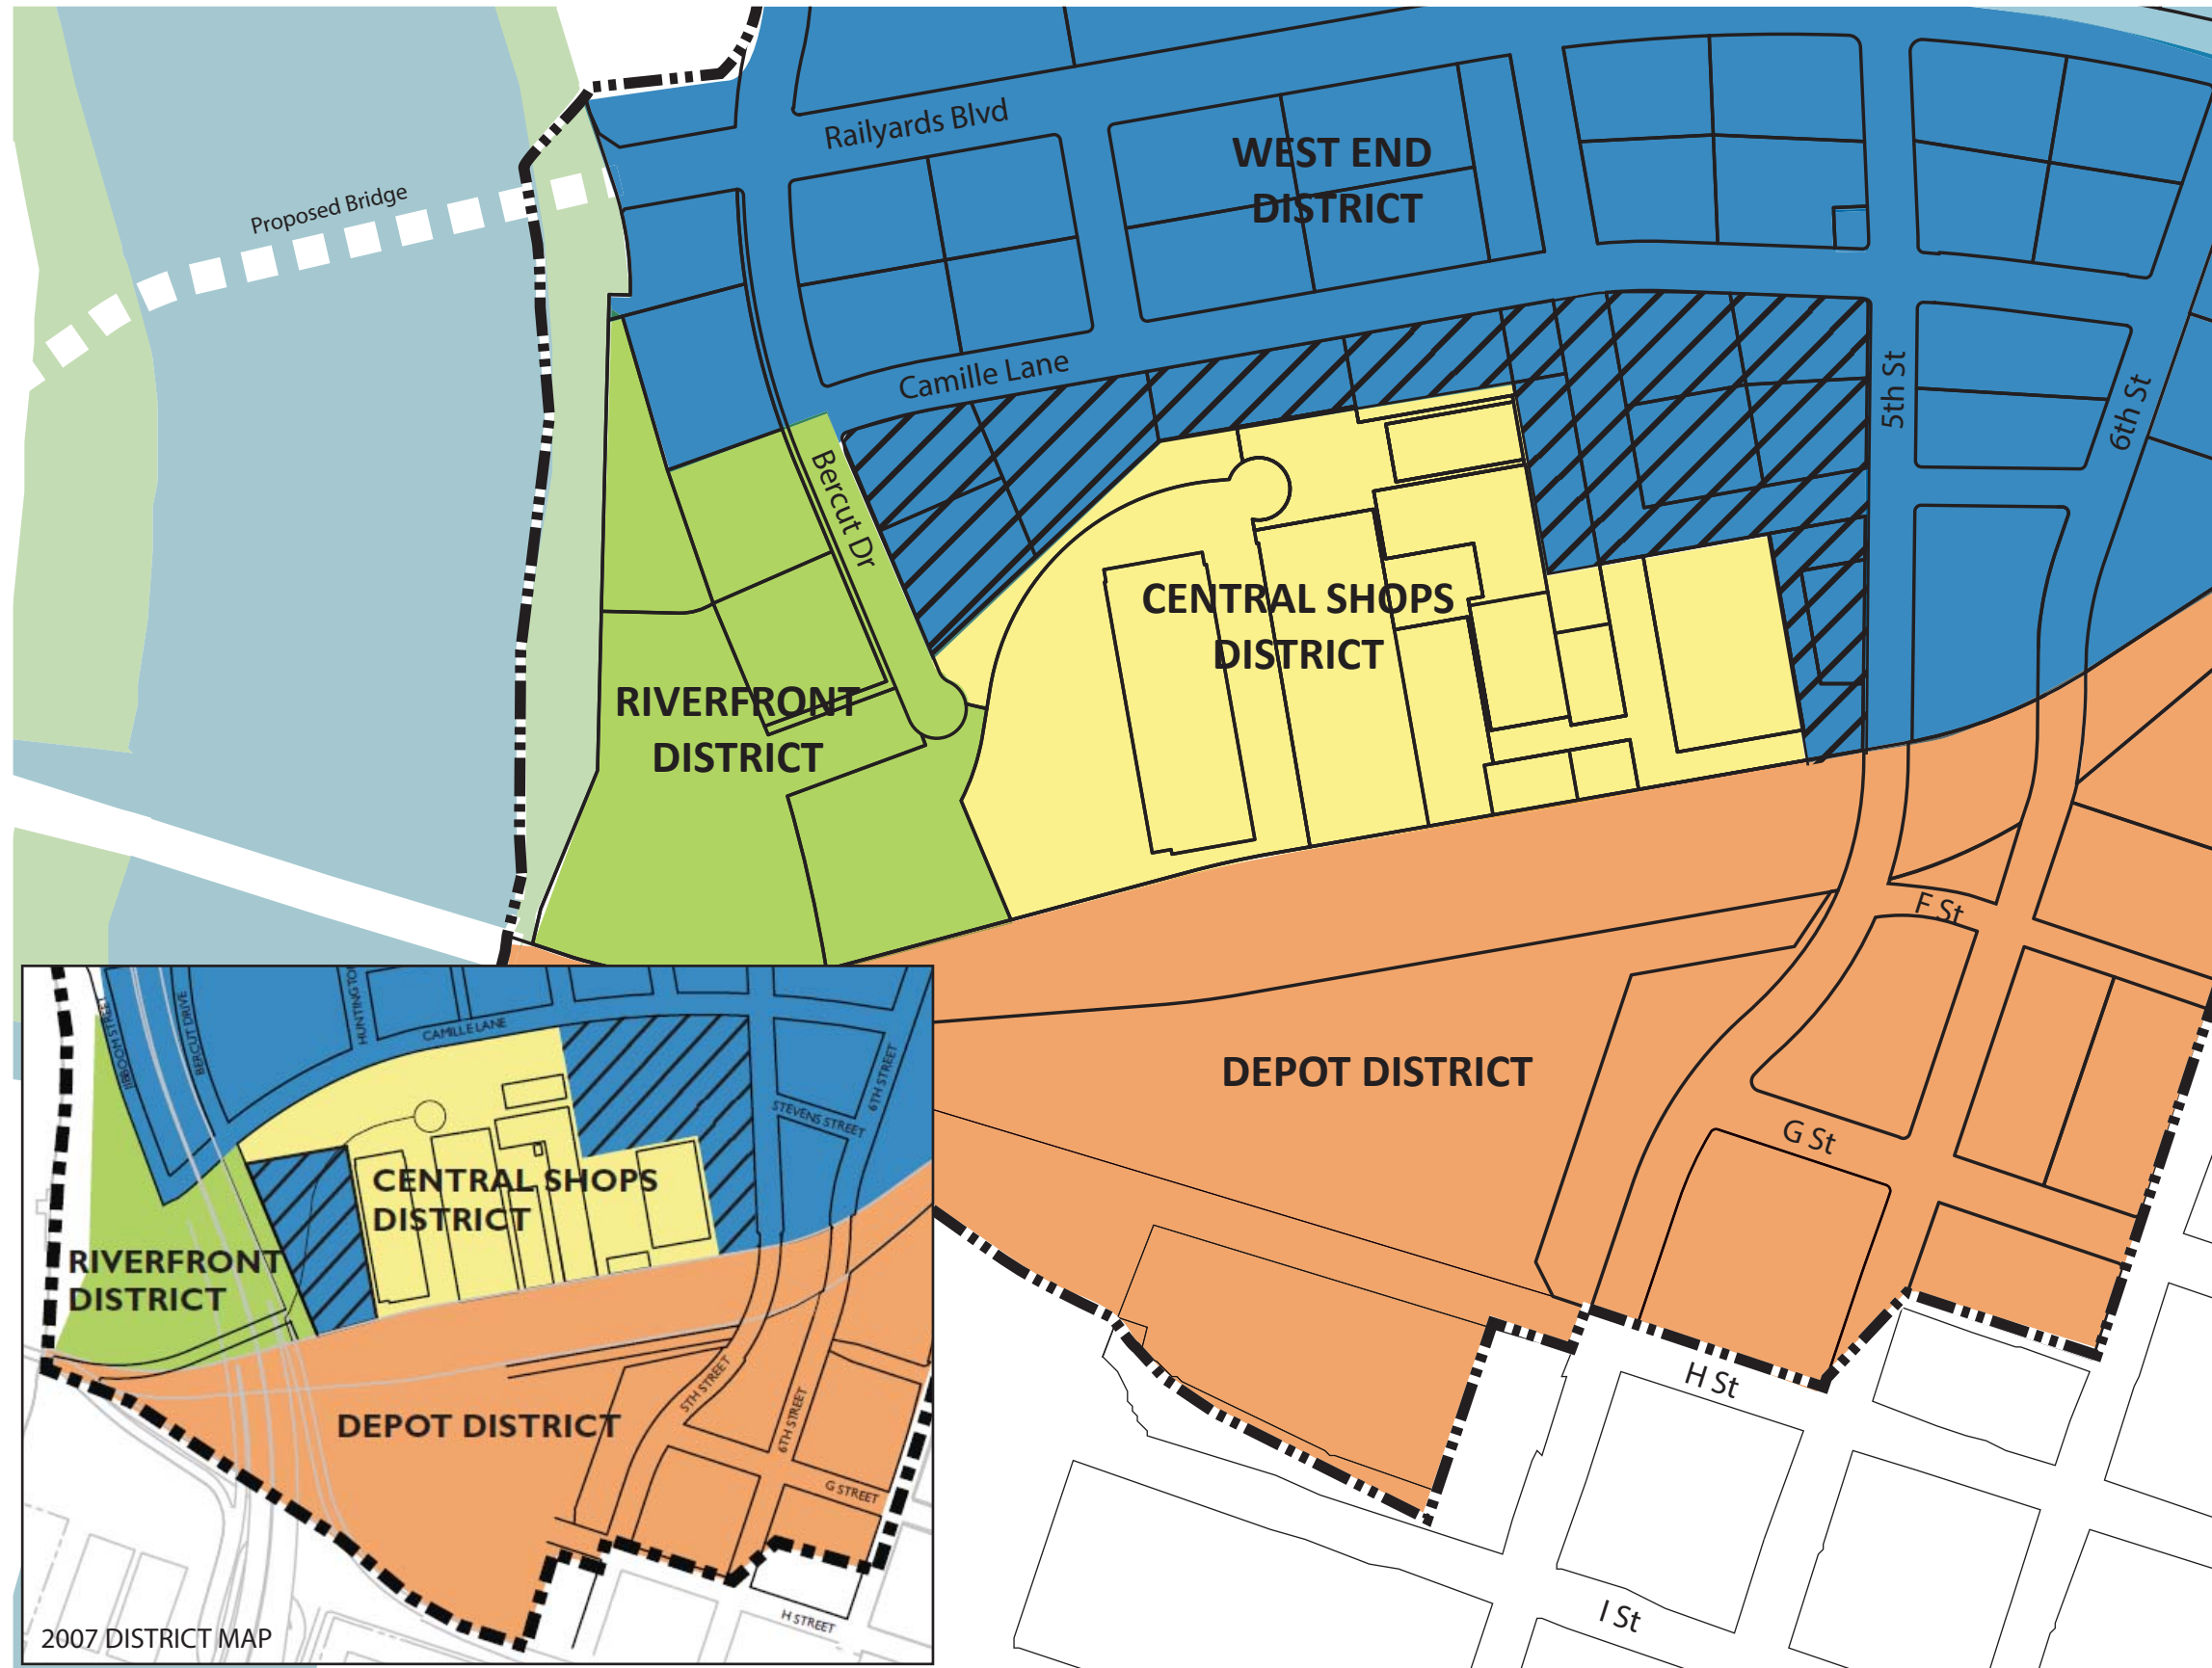 Proposed Bridge
Railyards Blvd
WEST END
DISTRICT
Camille Lane
5th St
6th St
Bercut Dr
CENTRAL SHOPS
DISTRICT
RIVERFRONT
DISTRICT
F St
DEPOT DISTRICT
G St
H St
I St
JIBBOOM STREET
BERCUT DRIVE
CAMILLE LANE
6TH STREET
STEVENS STREET
CENTRAL SHOPS
DISTRICT
RIVERFRONT
DISTRICT
5TH STREET
6TH STREET
DEPOT DISTRICT
G STREET
H STREET
2007 DISTRICT MAP